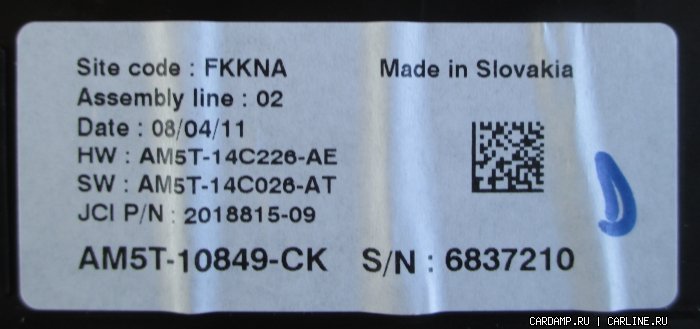 Site code : FKKNA Made in Slovakia
Assembly line : 02
Date : 08/04/11
HW : AM5T-14C226-AE
SW : AM5T-14C026-AT
JCI P/N : 2018815-09
AM5T-10849-CK S/N : 6837210
CARDAMP.RU | CARLINE.RU